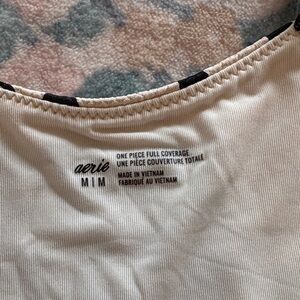 aerie
M | M
ONE PIECE FULL COVERAGE
UNE PIÈCE COUVERTURE TOTALE
MADE IN VIETNAM
FABRIQUÉ AU VIETNAM